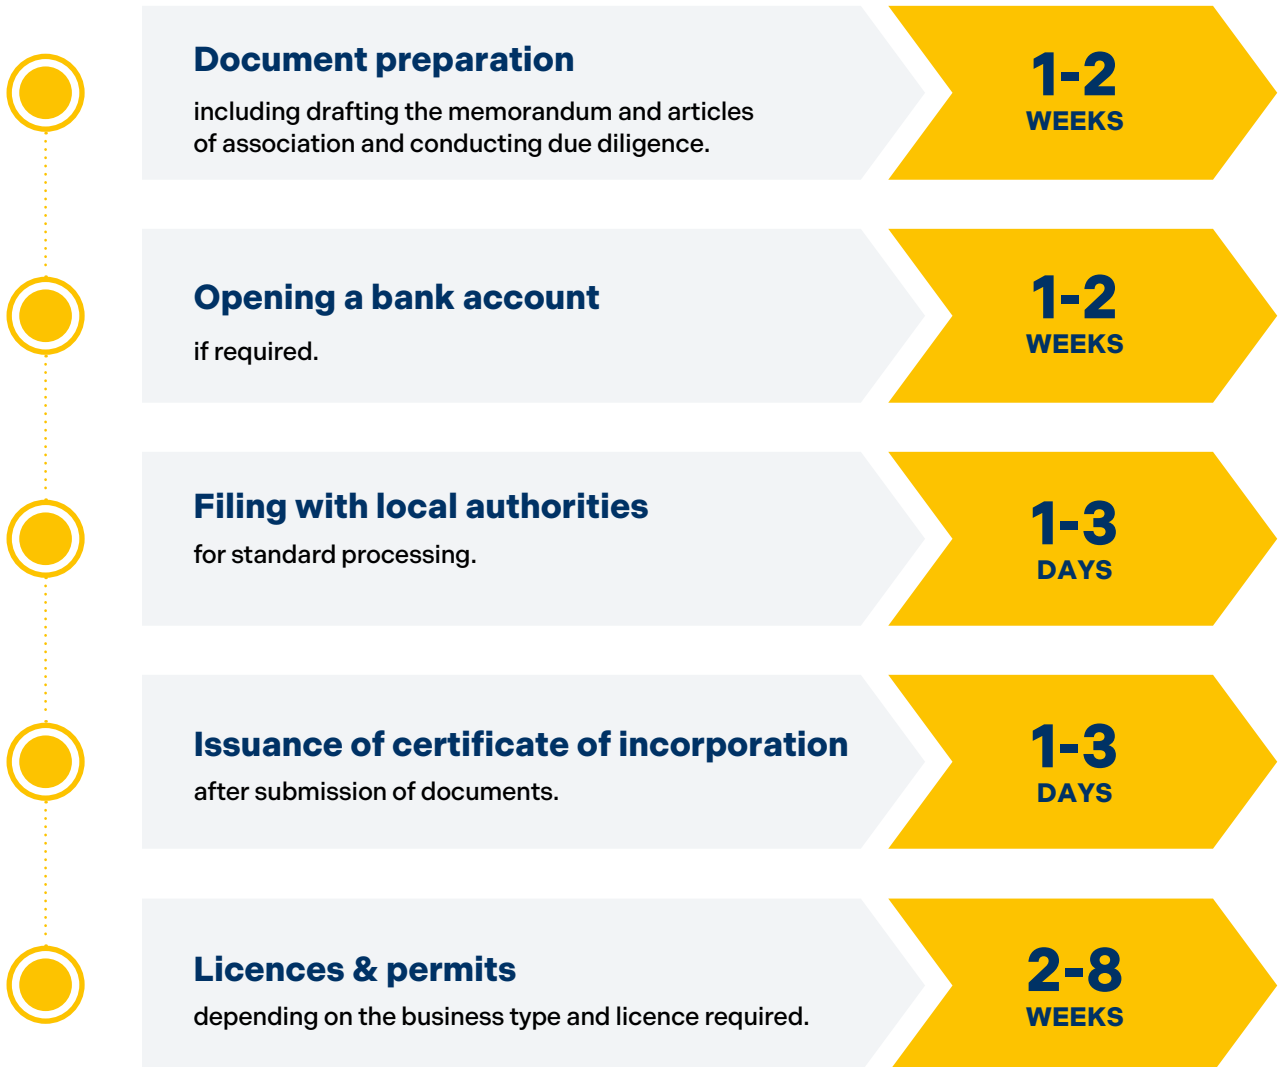 Document preparation
including drafting the memorandum and articles
of association and conducting due diligence.
1-2
WEEKS
Opening a bank account
if required.
1-2
WEEKS
Filing with local authorities
for standard processing.
1-3
DAYS
Issuance of certificate of incorporation
after submission of documents.
1-3
DAYS
Licences & permits
depending on the business type and licence required.
2-8
WEEKS